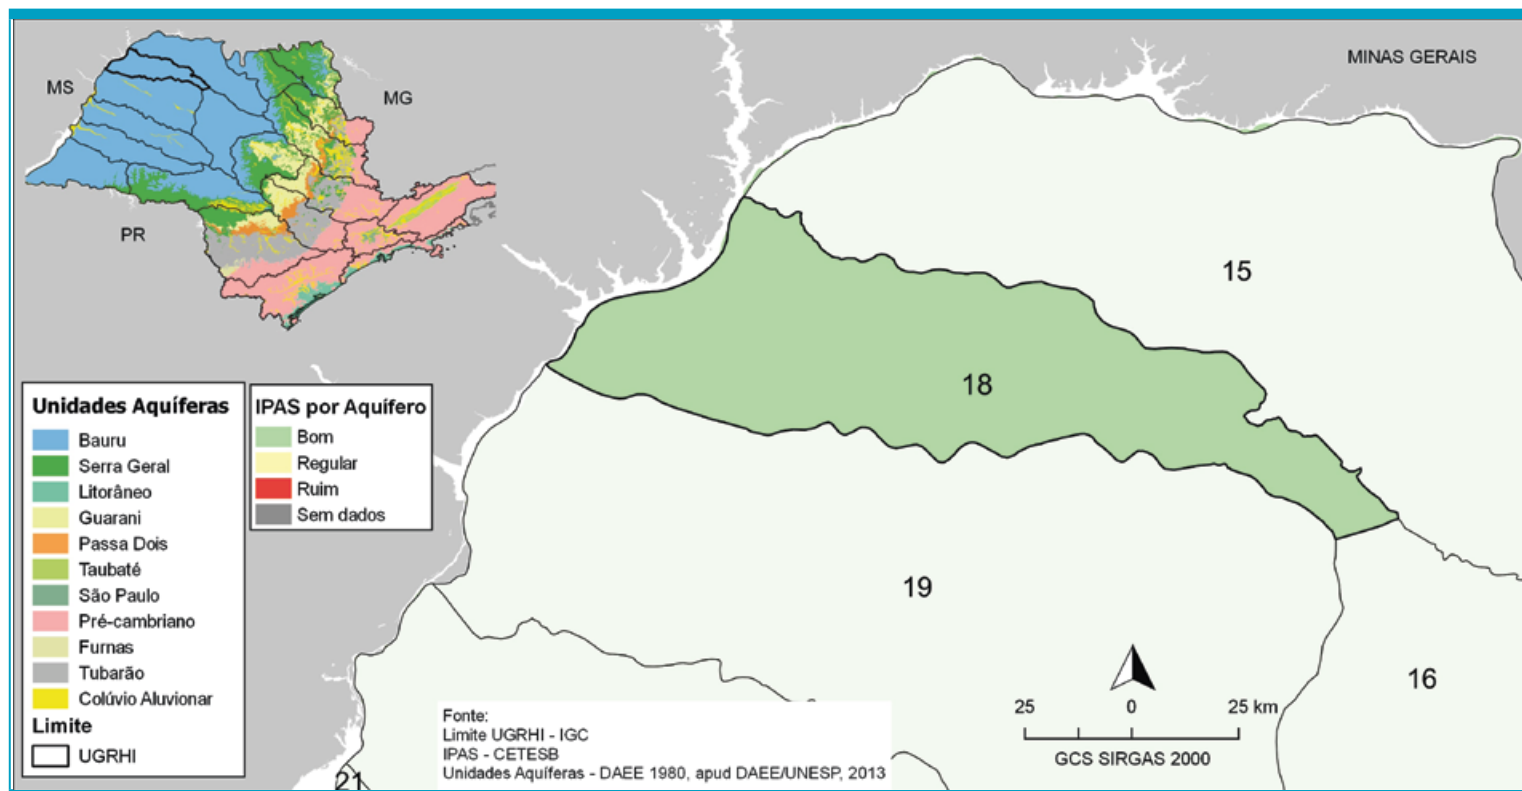 MINAS GERAIS
MS
MG
PR
15
18
19
16
21
Unidades Aquíferas
Bauru
Serra Geral
Litorâneo
Guarani
Passa Dois
Taubaté
São Paulo
Pré-cambriano
Furnas
Tubarão
Colúvio Aluvionar
Limite
UGRHI
IPAS por Aquífero
Bom
Regular
Ruim
Sem dados
Fonte:
Limite UGRHI - IGC
IPAS - CETESB
Unidades Aquíferas - DAEE 1980, apud DAEE/UNESP, 2013
25 0 25 km
GCS SIRGAS 2000